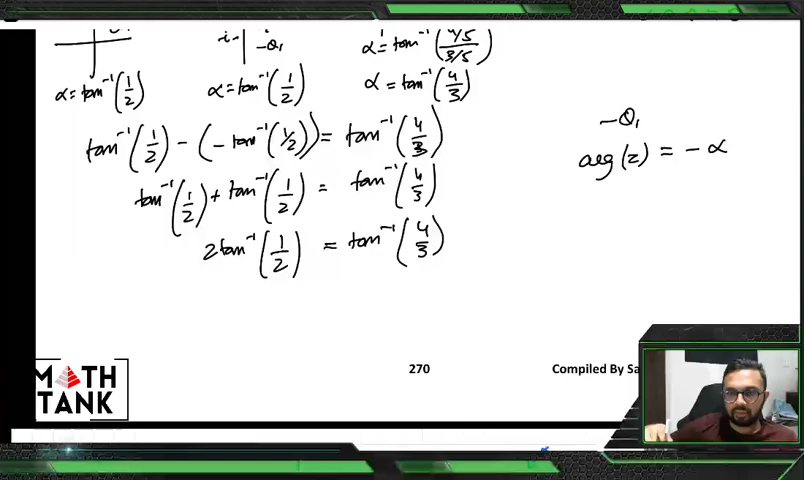 -i -θ₁ α = tan⁻¹((4/5)/(3/5))
α = tan⁻¹(1/2) α = tan⁻¹(1/2) α = tan⁻¹(4/3)
tan⁻¹(1/2) - (-tan⁻¹(1/2)) = tan⁻¹(4/3)
tan⁻¹(1/2) + tan⁻¹(1/2) = tan⁻¹(4/3)
2tan⁻¹(1/2) = tan⁻¹(4/3)
-θ₁
arg(z) = -α
MATH
TANK
270
Compiled By Sa